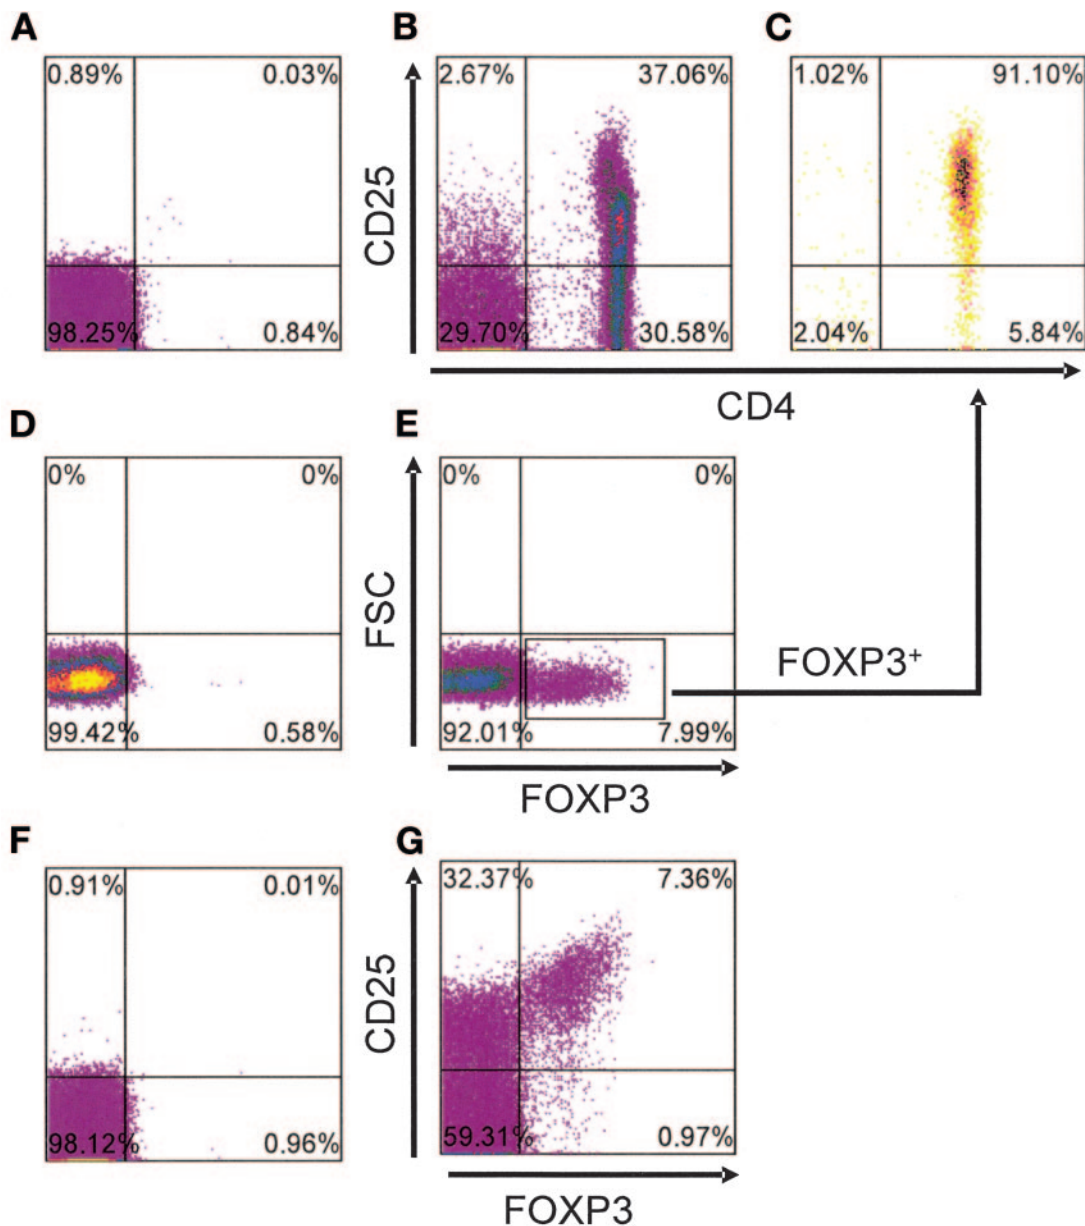 A
B
C
0.89%
0.03%
98.25%
0.84%
CD25
2.67%
37.06%
29.70%
30.58%
1.02%
91.10%
2.04%
5.84%
CD4
D
E
0%
0%
99.42%
0.58%
FSC
0%
0%
92.01%
7.99%
FOXP3+
FOXP3
F
G
0.91%
0.01%
98.12%
0.96%
CD25
32.37%
7.36%
59.31%
0.97%
FOXP3